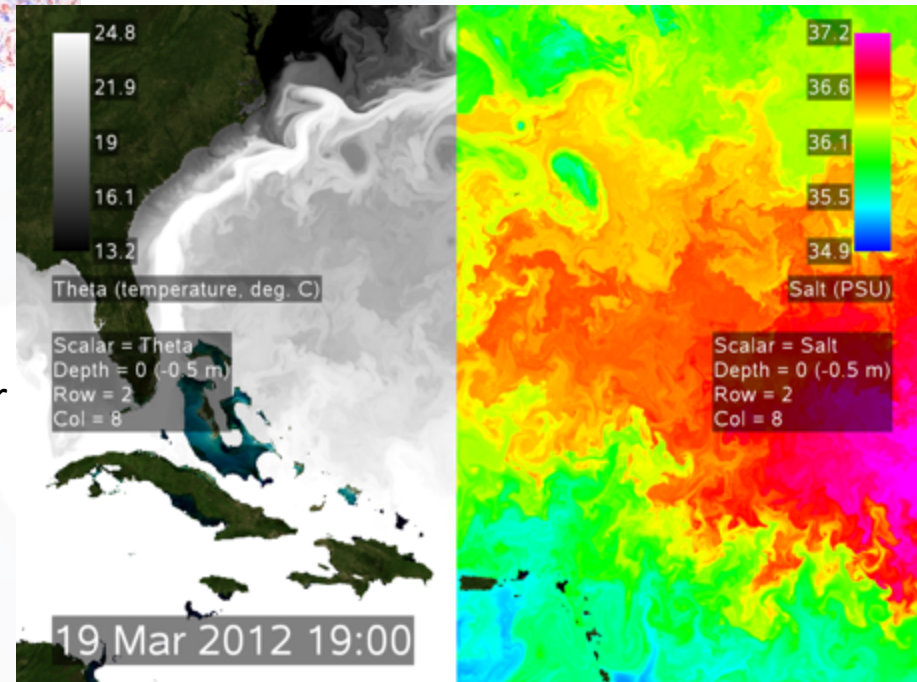 24.8
21.9
19
16.1
13.2
Theta (temperature, deg. C)
Scalar = Theta
Depth = 0 (-0.5 m)
Row = 2
Col = 8
19 Mar 2012 19:00
37.2
36.6
36.1
35.5
34.9
Salt (PSU)
Scalar = Salt
Depth = 0 (-0.5 m)
Row = 2
Col = 8